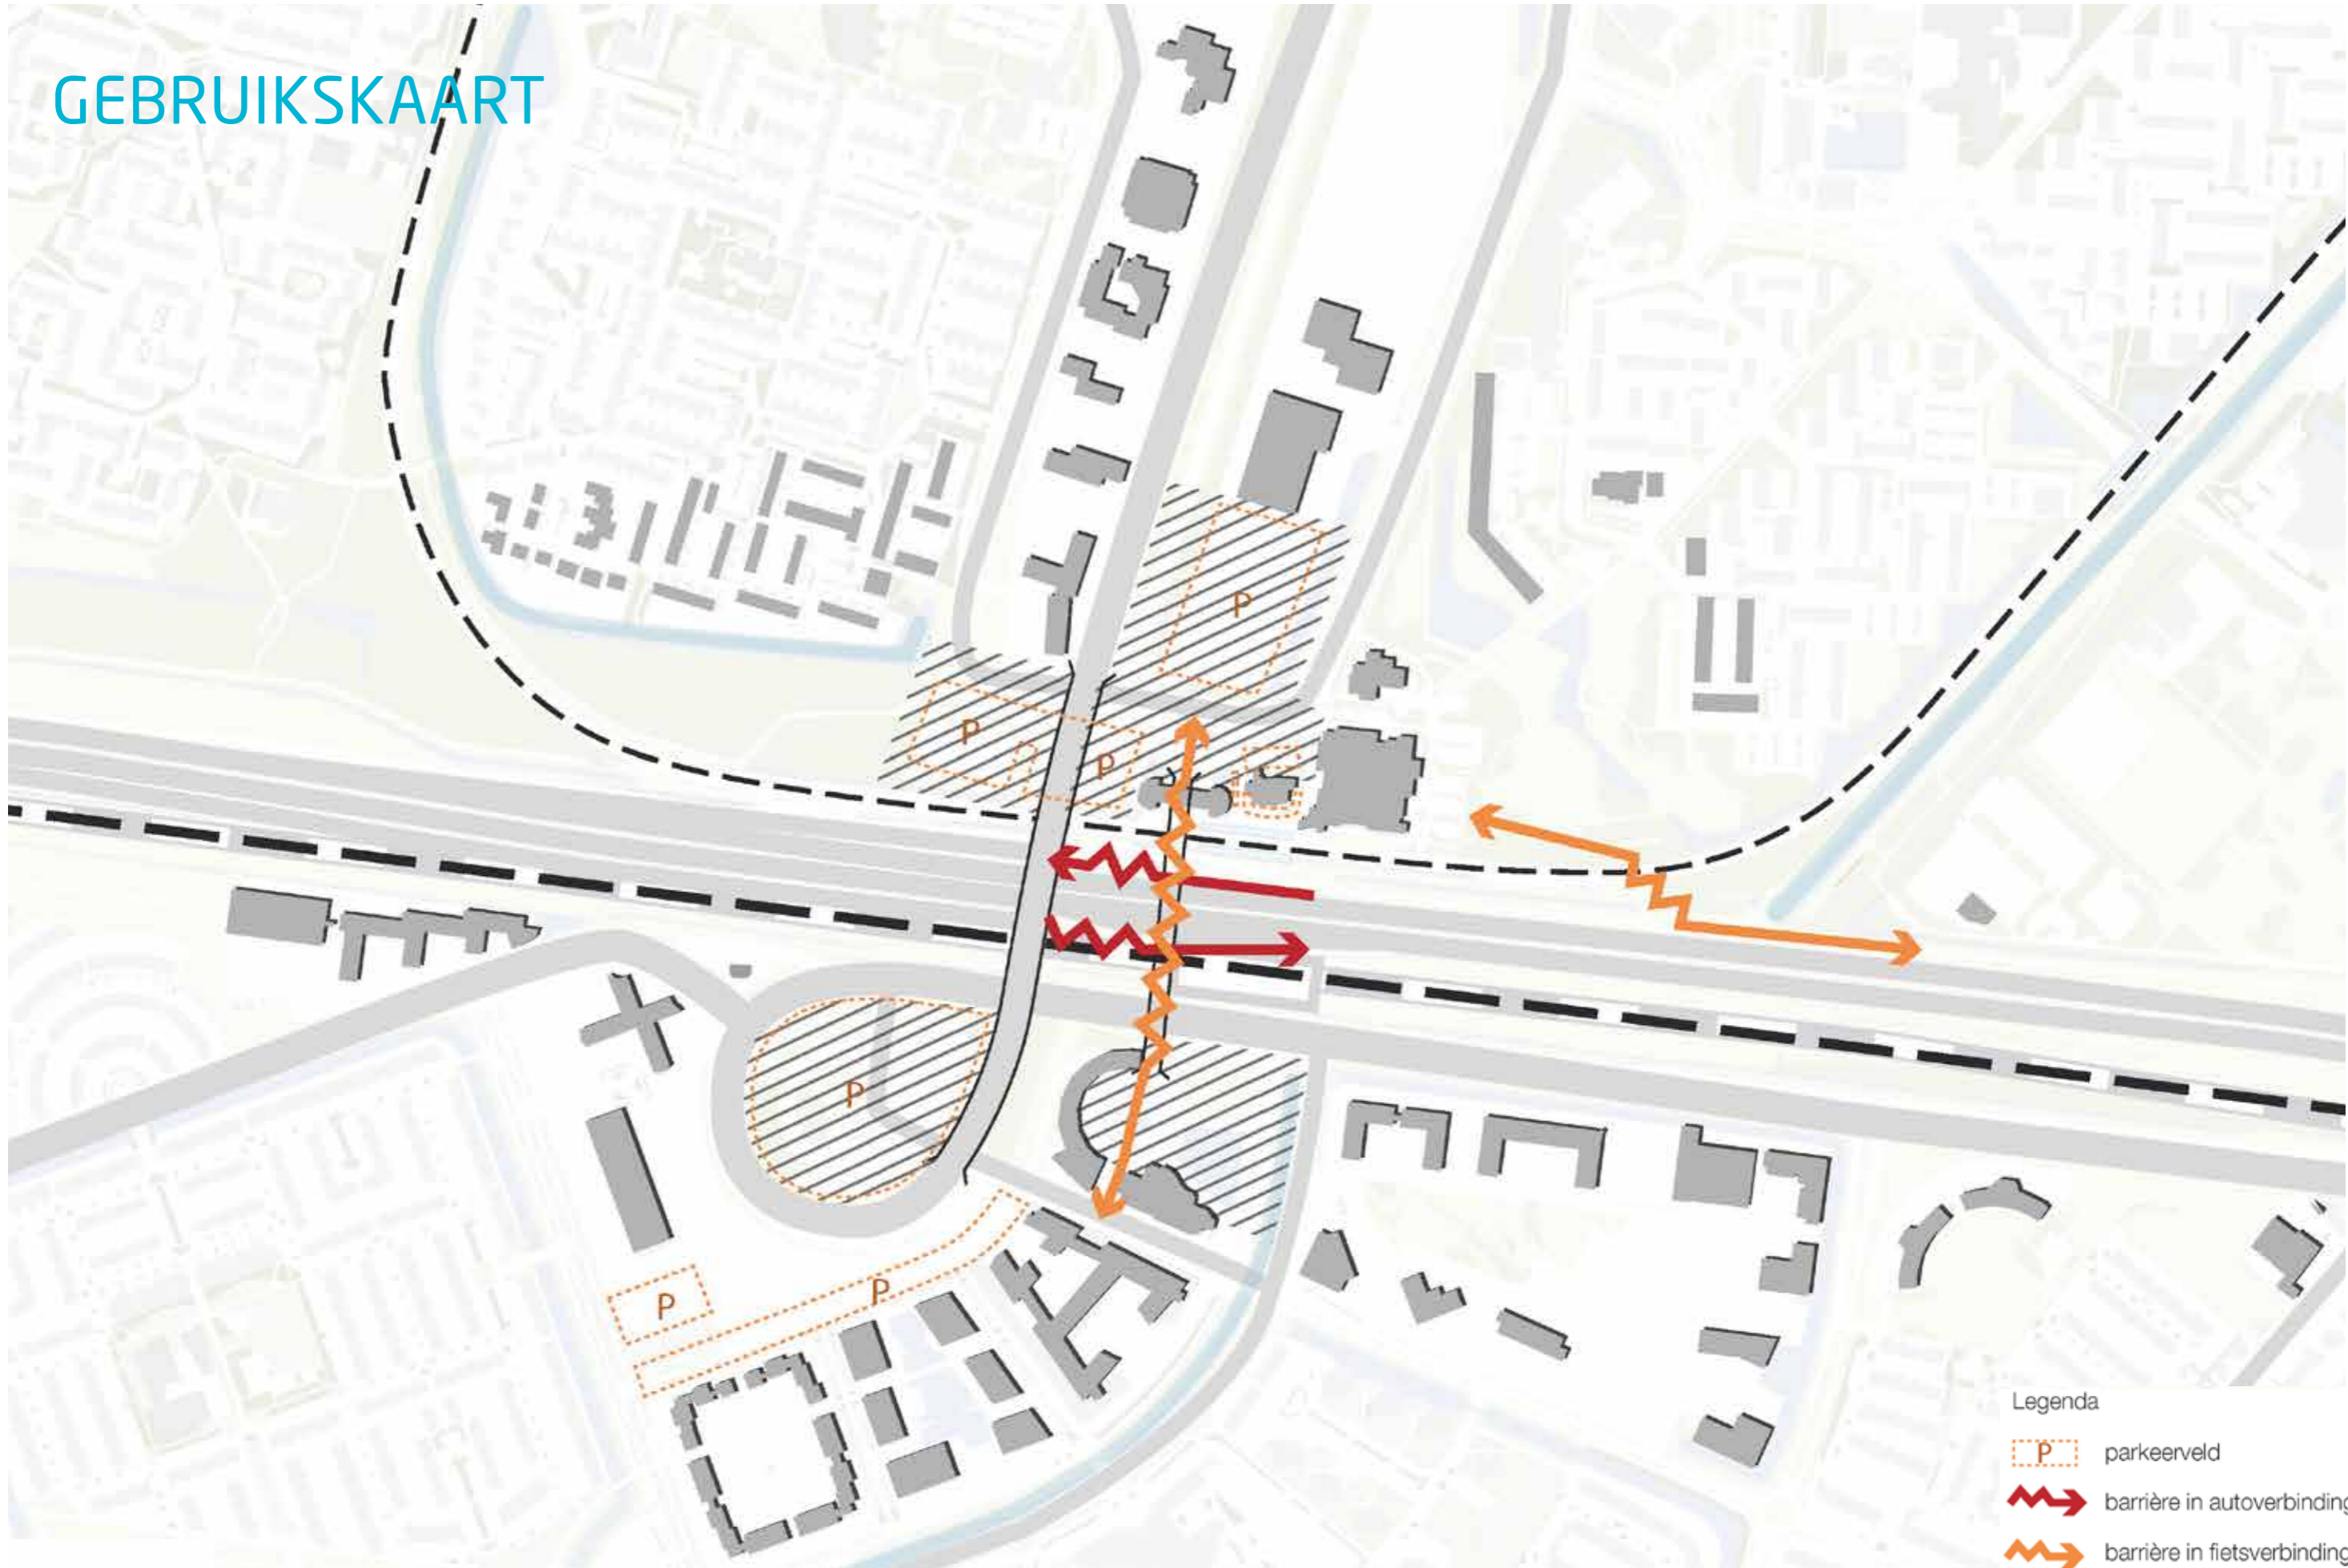 GEBRUIKSKAART
P
P
P
P
P
P
Legenda
P parkeerveld
barrière in autoverbinding
barrière in fietsverbinding